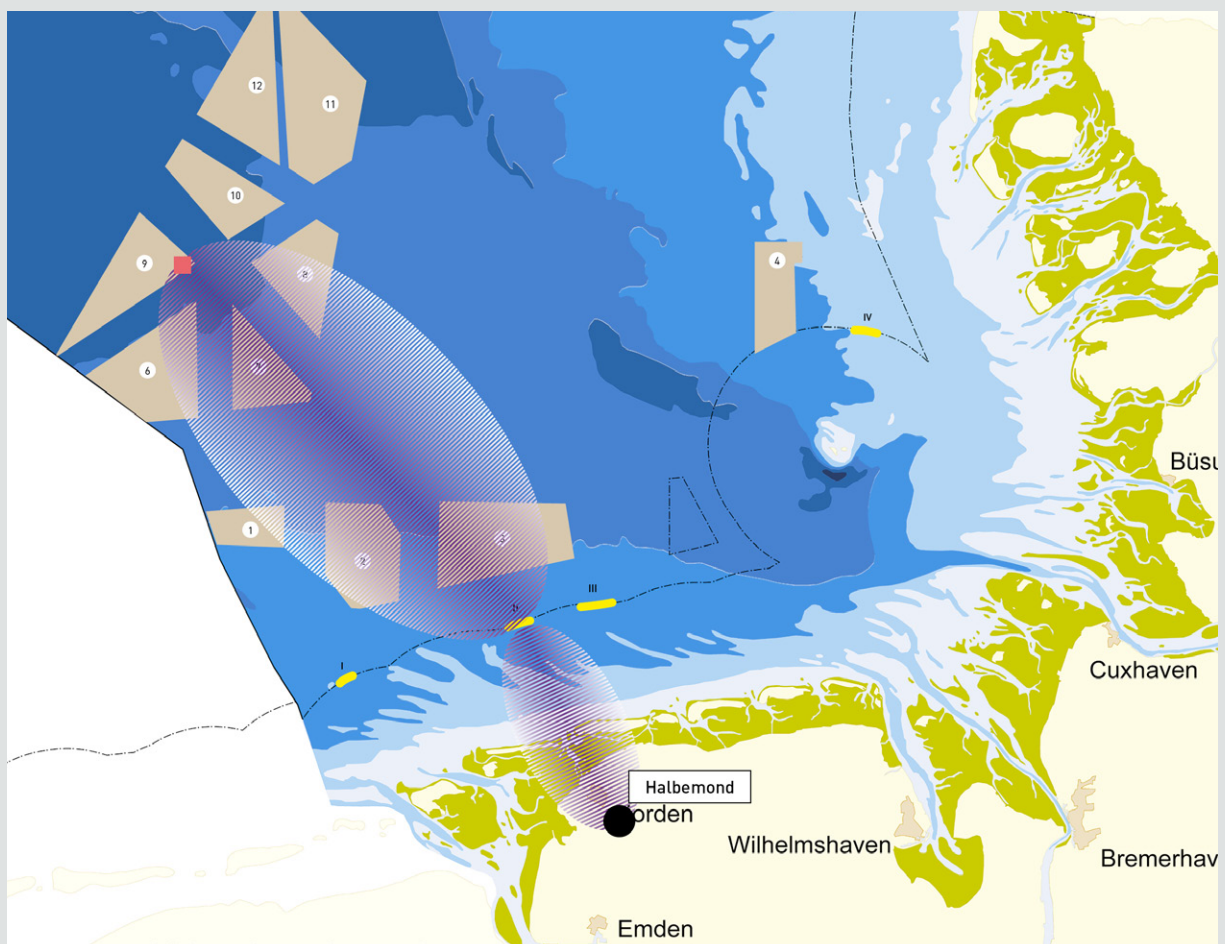 12
11
10
9
8
4
IV
6
7
Büsu
1
3
2
III
II
I
Cuxhaven
Halbemond
orden
Wilhelmshaven
Bremerhav
Emden